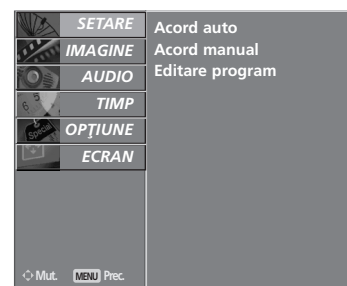 SETARE
IMAGINE
AUDIO
TIMP
OPŢIUNE
ECRAN
Acord auto
Acord manual
Editare program
Mut. MENU Prec.